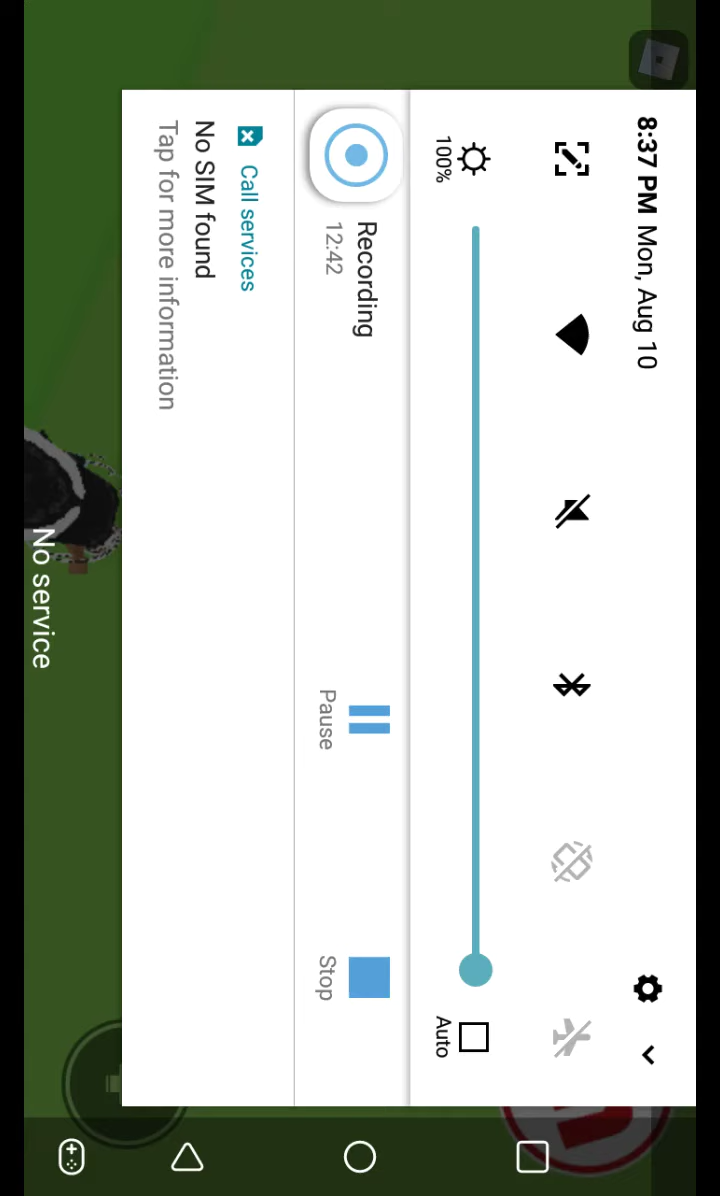 8:37 PM Mon, Aug 10
100%
Auto
Recording
12:42
Pause
Stop
Call services
No SIM found
Tap for more information
No service